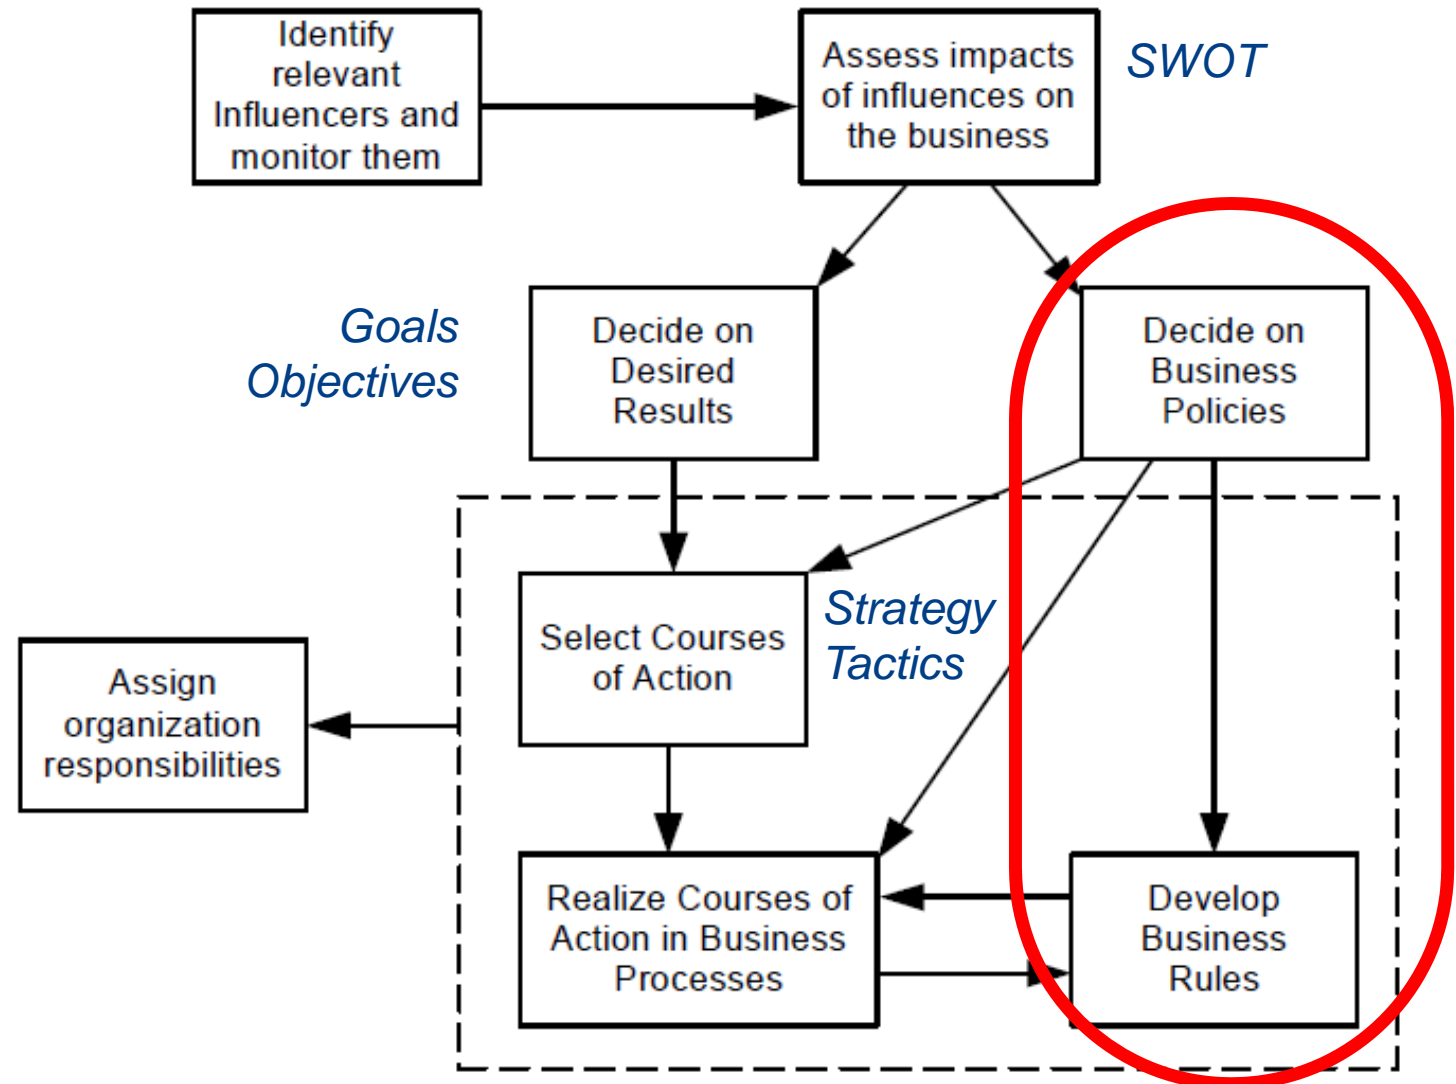 Identify
relevant
Influencers and
monitor them
Assess impacts
of influences on
the business
SWOT
Goals
Objectives
Decide on
Desired
Results
Decide on
Business
Policies
Select Courses
of Action
Strategy
Tactics
Assign
organization
responsibilities
Realize Courses of
Action in Business
Processes
Develop
Business
Rules